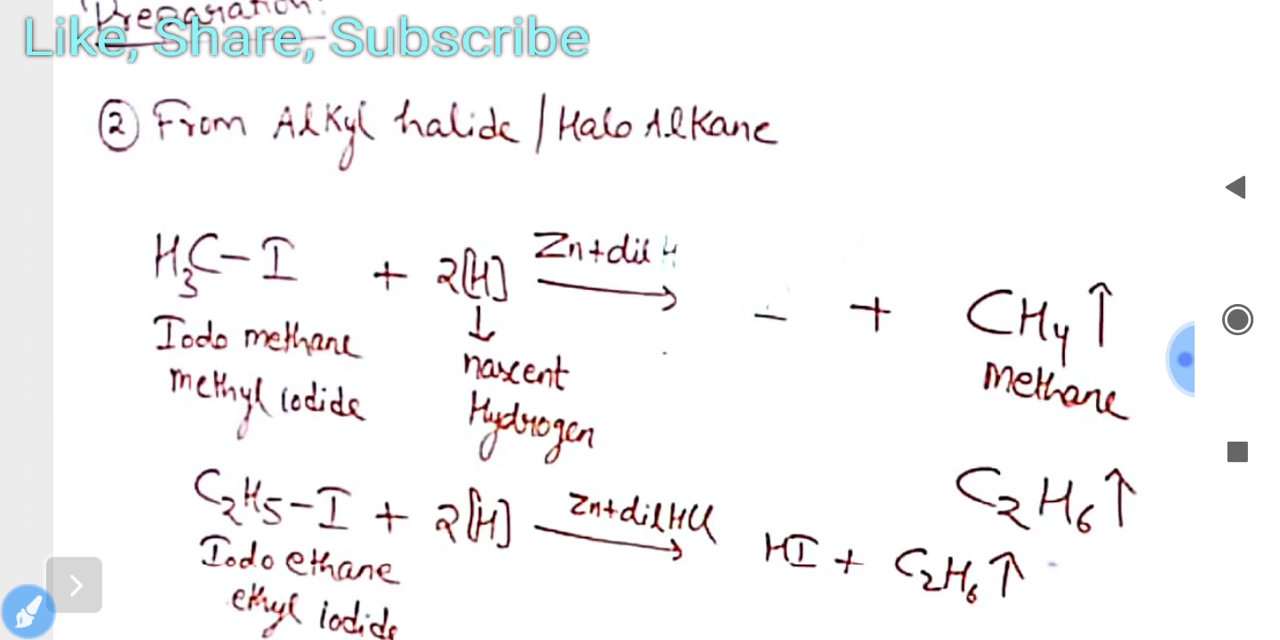 Preparation:
Like, Share, Subscribe
② From Alkyl halide / Halo Alkane
H₃C–I + 2[H] Zn+dil H → – + CH₄↑
Iodo methane ↓ methane
methyl iodide nascent
Hydrogen
C₂H₆↑
C₂H₅–I + 2[H] Zn+dil HCl → HI + C₂H₆↑
Iodo ethane
ethyl iodide